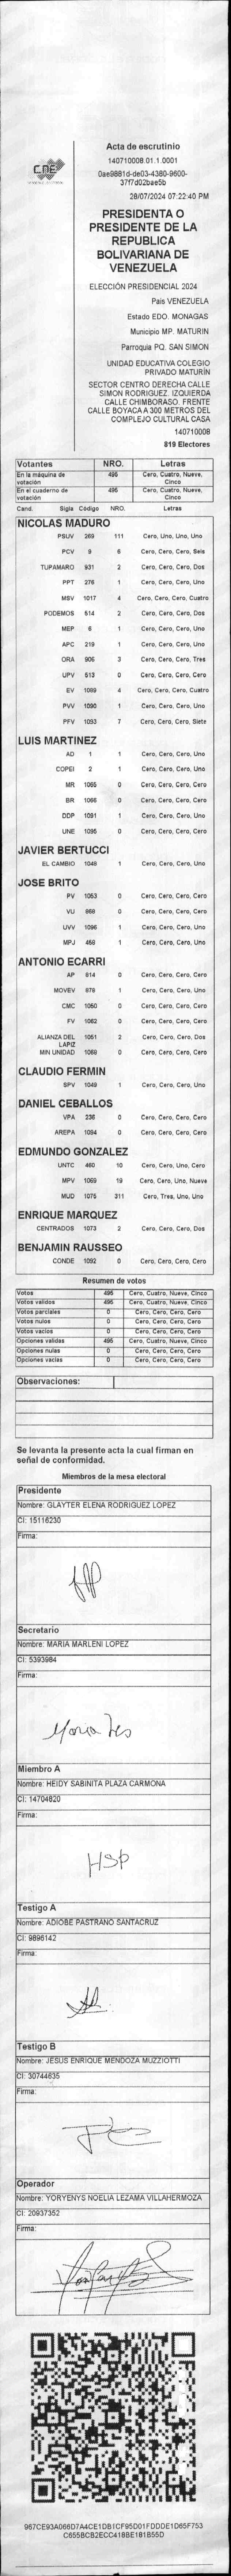 CNE
Acta de escrutinio
140710008.01.1.0001
0ae9881d-de03-4380-9600-
37f7d02bae5b
28/07/2024 07:22:40 PM
PRESIDENTA O
PRESIDENTE DE LA
REPUBLICA
BOLIVARIANA DE
VENEZUELA
ELECCIÓN PRESIDENCIAL 2024
País VENEZUELA
Estado EDO. MONAGAS
Municipio MP. MATURIN
Parroquia PQ. SAN SIMON
UNIDAD EDUCATIVA COLEGIO
PRIVADO MATURÍN
SECTOR CENTRO DERECHA CALLE
SIMON RODRIGUEZ. IZQUIERDA
CALLE CHIMBORASO. FRENTE
CALLE BOYACA A 300 METROS DEL
COMPLEJO CULTURAL CASA
140710008
819 Electores
Votantes NRO. Letras
En la máquina de votación 495 Cero, Cuatro, Nueve, Cinco
En el cuaderno de votación 495 Cero, Cuatro, Nueve, Cinco
Cand. Sigla Código NRO. Letras
NICOLAS MADURO
PSUV 269 111 Cero, Uno, Uno, Uno
PCV 9 6 Cero, Cero, Cero, Seis
TUPAMARO 931 2 Cero, Cero, Cero, Dos
PPT 276 1 Cero, Cero, Cero, Uno
MSV 1017 4 Cero, Cero, Cero, Cuatro
PODEMOS 514 2 Cero, Cero, Cero, Dos
MEP 6 1 Cero, Cero, Cero, Uno
APC 219 1 Cero, Cero, Cero, Uno
ORA 906 3 Cero, Cero, Cero, Tres
UPV 513 0 Cero, Cero, Cero, Cero
EV 1089 4 Cero, Cero, Cero, Cuatro
PVV 1090 1 Cero, Cero, Cero, Uno
PFV 1093 7 Cero, Cero, Cero, Siete
LUIS MARTINEZ
AD 1 1 Cero, Cero, Cero, Uno
COPEI 2 1 Cero, Cero, Cero, Uno
MR 1065 0 Cero, Cero, Cero, Cero
BR 1066 0 Cero, Cero, Cero, Cero
DDP 1091 1 Cero, Cero, Cero, Uno
UNE 1095 0 Cero, Cero, Cero, Cero
JAVIER BERTUCCI
EL CAMBIO 1048 1 Cero, Cero, Cero, Uno
JOSE BRITO
PV 1053 0 Cero, Cero, Cero, Cero
VU 868 0 Cero, Cero, Cero, Cero
UVV 1096 1 Cero, Cero, Cero, Uno
MPJ 458 1 Cero, Cero, Cero, Uno
ANTONIO ECARRI
AP 814 0 Cero, Cero, Cero, Cero
MOVEV 879 1 Cero, Cero, Cero, Uno
CMC 1050 0 Cero, Cero, Cero, Cero
FV 1082 0 Cero, Cero, Cero, Cero
ALIANZA DEL LAPIZ 1051 2 Cero, Cero, Cero, Dos
MIN UNIDAD 1059 0 Cero, Cero, Cero, Cero
CLAUDIO FERMIN
SPV 1049 1 Cero, Cero, Cero, Uno
DANIEL CEBALLOS
VPA 236 0 Cero, Cero, Cero, Cero
AREPA 1094 0 Cero, Cero, Cero, Cero
EDMUNDO GONZALEZ
UNTC 460 10 Cero, Cero, Uno, Cero
MPV 1069 19 Cero, Cero, Uno, Nueve
MUD 1075 311 Cero, Tres, Uno, Uno
ENRIQUE MARQUEZ
CENTRADOS 1073 2 Cero, Cero, Cero, Dos
BENJAMIN RAUSSEO
CONDE 1092 0 Cero, Cero, Cero, Cero
Resumen de votos
Votos 495 Cero, Cuatro, Nueve, Cinco
Votos validos 495 Cero, Cuatro, Nueve, Cinco
Votos parciales 0 Cero, Cero, Cero, Cero
Votos nulos 0 Cero, Cero, Cero, Cero
Votos vacios 0 Cero, Cero, Cero, Cero
Opciones validas 495 Cero, Cuatro, Nueve, Cinco
Opciones nulas 0 Cero, Cero, Cero, Cero
Opciones vacias 0 Cero, Cero, Cero, Cero
Observaciones:
Se levanta la presente acta la cual firman en
señal de conformidad.
Miembros de la mesa electoral
Presidente
Nombre: GLAYTER ELENA RODRIGUEZ LOPEZ
CI: 15116230
Firma:
Secretario
Nombre: MARIA MARLENI LOPEZ
CI: 5393984
Firma:
Miembro A
Nombre: HEIDY SABINITA PLAZA CARMONA
CI: 14704820
Firma:
HSP
Testigo A
Nombre: ADIOBE PASTRANO SANTACRUZ
CI: 9896142
Firma:
Testigo B
Nombre: JESUS ENRIQUE MENDOZA MUZZIOTTI
CI: 30744635
Firma:
Operador
Nombre: YORYENYS NOELIA LEZAMA VILLAHERMOZA
CI: 20937352
Firma:
967CE93A066D7A4CE1DB1CF95D01FDDDE1D65F753
C655BCB2ECC418BE181B55D